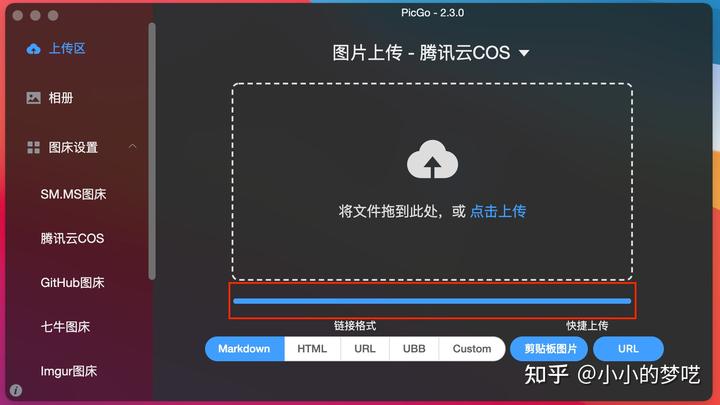 PicGo - 2.3.0
上传区
相册
图床设置
SM.MS图床
腾讯云COS
GitHub图床
七牛图床
Imgur图床
图片上传 - 腾讯云COS
将文件拖到此处，或 点击上传
链接格式
快捷上传
Markdown HTML URL UBB Custom 剪贴板图片 URL
知乎 @小小的梦呓